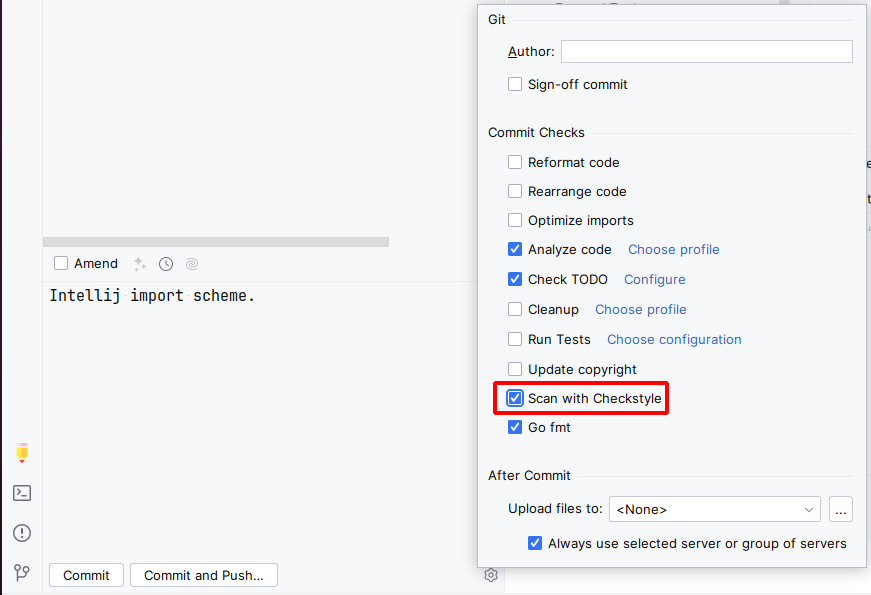 Git
Author:
Sign-off commit
Commit Checks
Reformat code
Rearrange code
Optimize imports
Analyze code Choose profile
Check TODO Configure
Cleanup Choose profile
Run Tests Choose configuration
Update copyright
Scan with Checkstyle
Go fmt
After Commit
Upload files to: <None> ...
Always use selected server or group of servers
Amend
Intellij import scheme.
Commit Commit and Push...